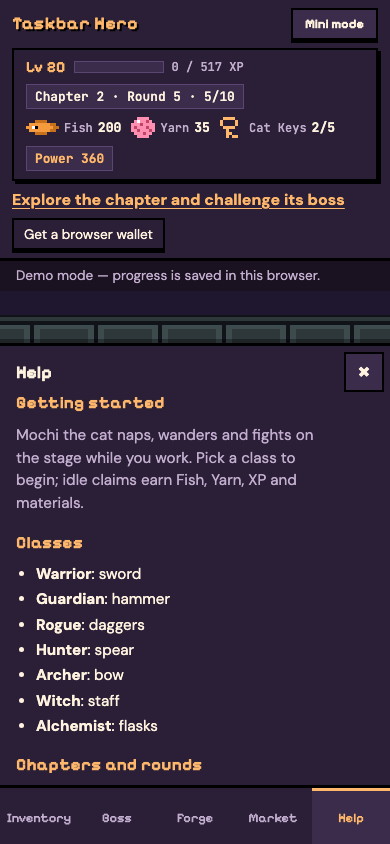 Taskbar Hero
Mini mode
Lv 80 0 / 517 XP
Chapter 2 · Round 5 · 5/10
Fish 200 Yarn 35 Cat Keys 2/5
Power 360
Explore the chapter and challenge its boss
Get a browser wallet
Demo mode — progress is saved in this browser.
Help
✖
Getting started
Mochi the cat naps, wanders and fights on
the stage while you work. Pick a class to
begin; idle claims earn Fish, Yarn, XP and
materials.
Classes
• Warrior: sword
• Guardian: hammer
• Rogue: daggers
• Hunter: spear
• Archer: bow
• Witch: staff
• Alchemist: flasks
Chapters and rounds
Inventory Boss Forge Market Help